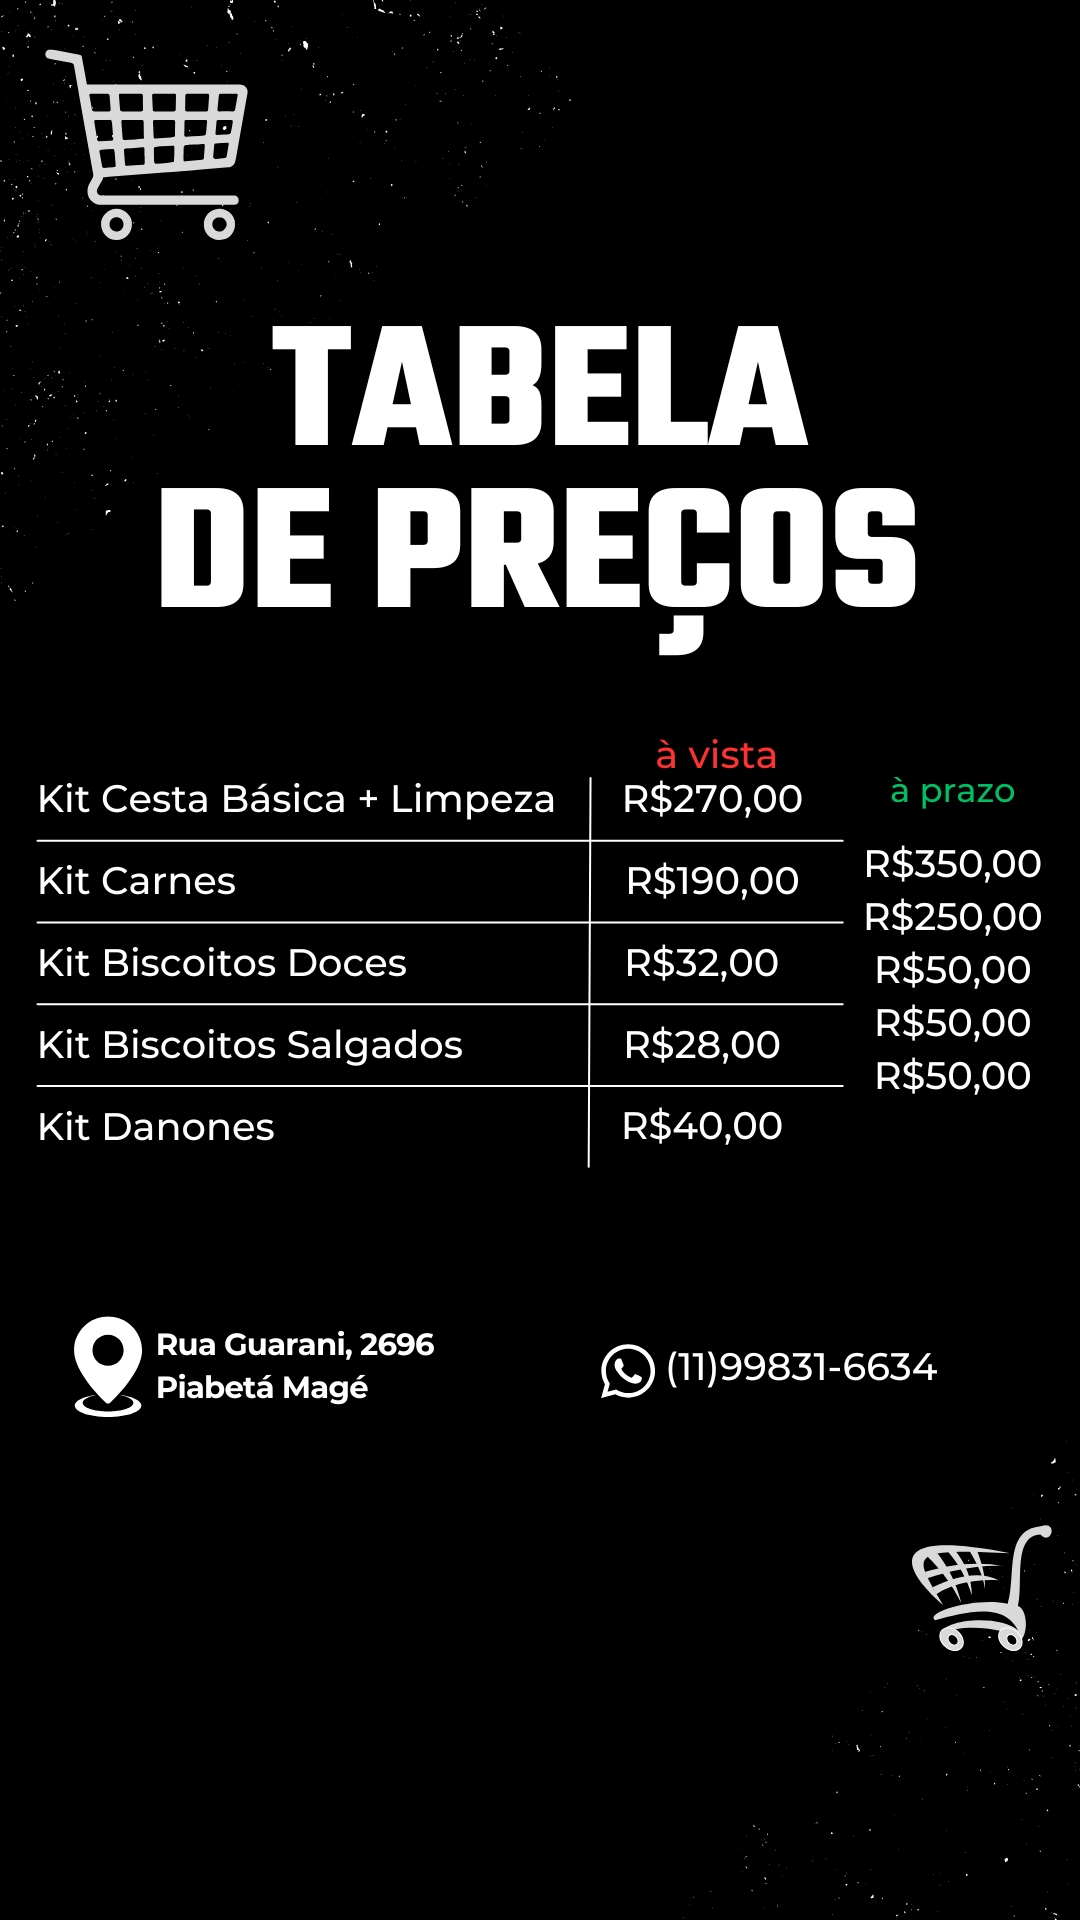 TABELA
DE PREÇOS
à vista
à prazo
Kit Cesta Básica + Limpeza R$270,00
R$350,00
Kit Carnes R$190,00
R$250,00
Kit Biscoitos Doces R$32,00
R$50,00
Kit Biscoitos Salgados R$28,00
R$50,00
R$50,00
Kit Danones R$40,00
Rua Guarani, 2696
Piabetá Magé
(11)99831-6634